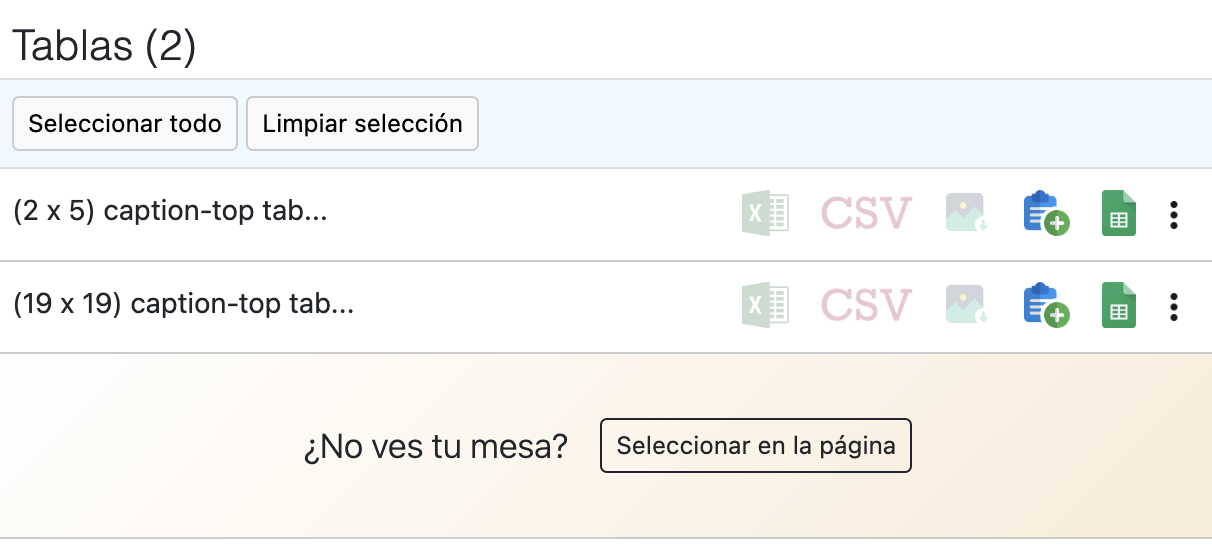 Tablas (2)
Seleccionar todo Limpiar selección
(2 x 5) caption-top tab... X CSV
(19 x 19) caption-top tab... X CSV
¿No ves tu mesa? Seleccionar en la página